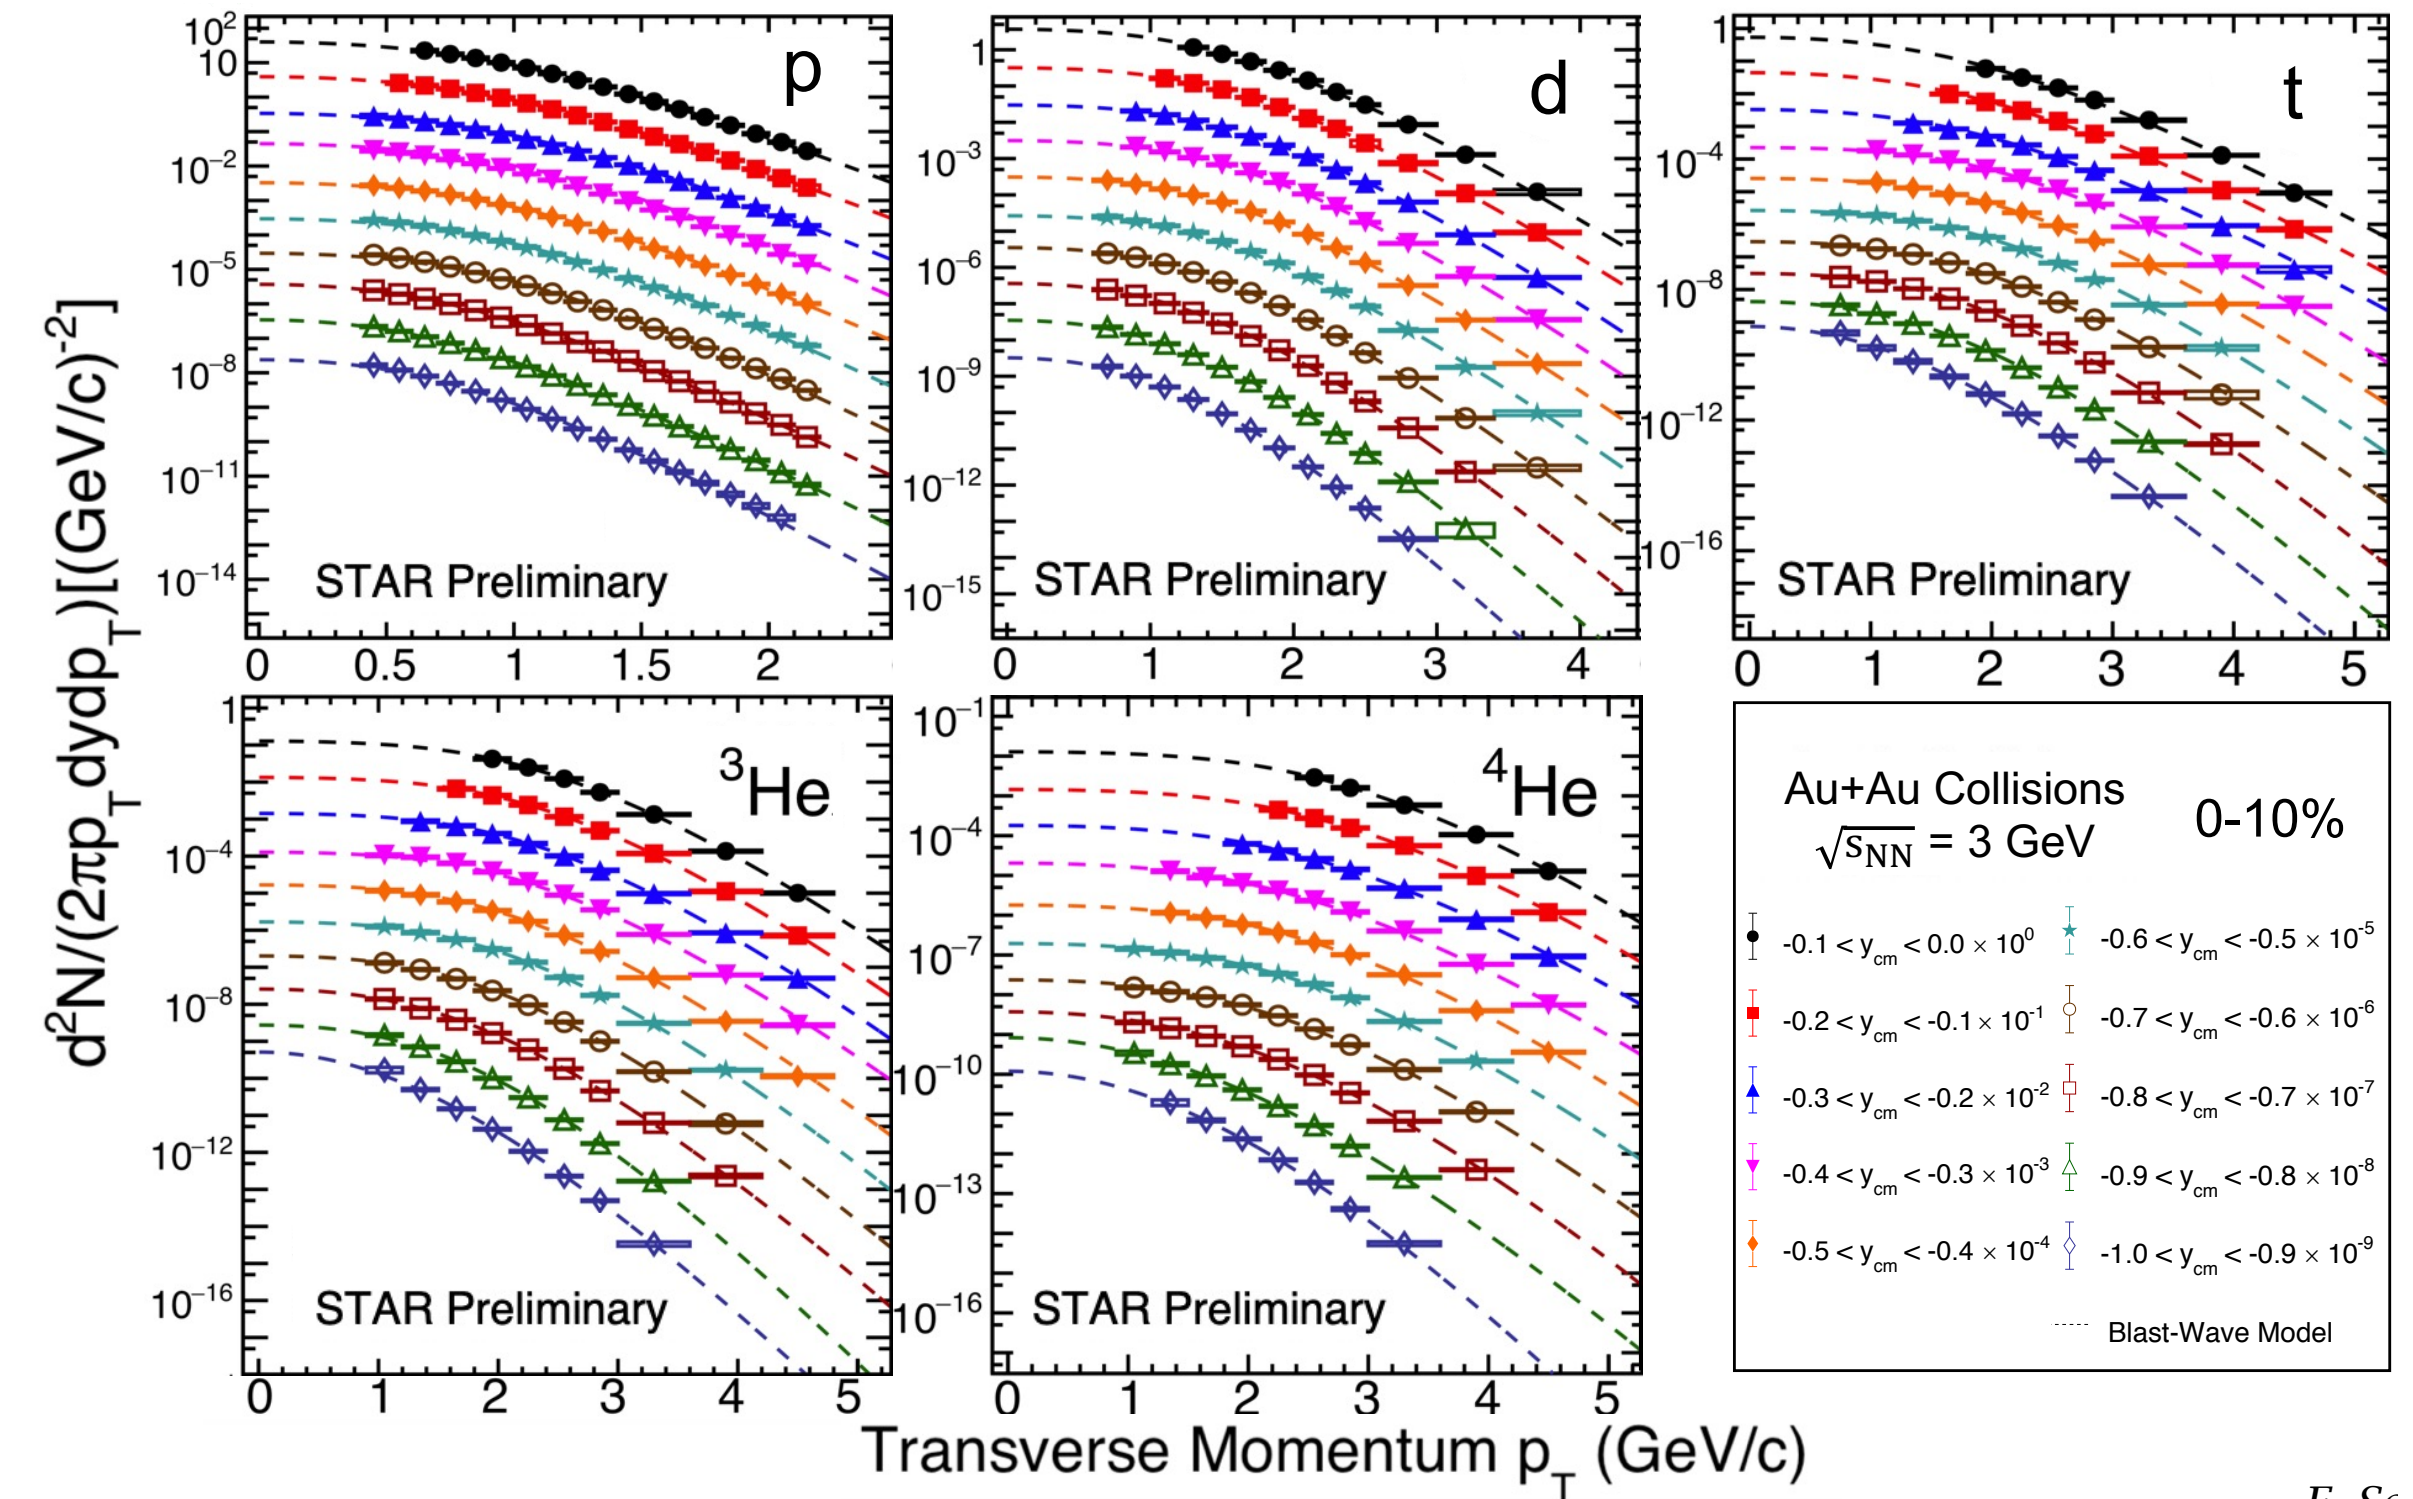 d²N/(2πp_T dydp_T)[(GeV/c)⁻²]
10²
10
10⁻²
10⁻⁵
10⁻⁸
10⁻¹¹
10⁻¹⁴
p
STAR Preliminary
0 0.5 1 1.5 2
1
10⁻³
10⁻⁶
10⁻⁹
10⁻¹²
10⁻¹⁵
d
STAR Preliminary
0 1 2 3 4
1
10⁻⁴
10⁻⁸
10⁻¹²
10⁻¹⁶
t
STAR Preliminary
0 1 2 3 4 5
1
10⁻⁴
10⁻⁸
10⁻¹²
10⁻¹⁶
³He
STAR Preliminary
0 1 2 3 4 5
10⁻¹
10⁻⁴
10⁻⁷
10⁻¹⁰
10⁻¹³
10⁻¹⁶
⁴He
STAR Preliminary
0 1 2 3 4 5
Au+Au Collisions
√s_NN = 3 GeV
0-10%
-0.1 < y_cm < 0.0 × 10⁰
-0.2 < y_cm < -0.1 × 10⁻¹
-0.3 < y_cm < -0.2 × 10⁻²
-0.4 < y_cm < -0.3 × 10⁻³
-0.5 < y_cm < -0.4 × 10⁻⁴
-0.6 < y_cm < -0.5 × 10⁻⁵
-0.7 < y_cm < -0.6 × 10⁻⁶
-0.8 < y_cm < -0.7 × 10⁻⁷
-0.9 < y_cm < -0.8 × 10⁻⁸
-1.0 < y_cm < -0.9 × 10⁻⁹
Blast-Wave Model
Transverse Momentum p_T (GeV/c)